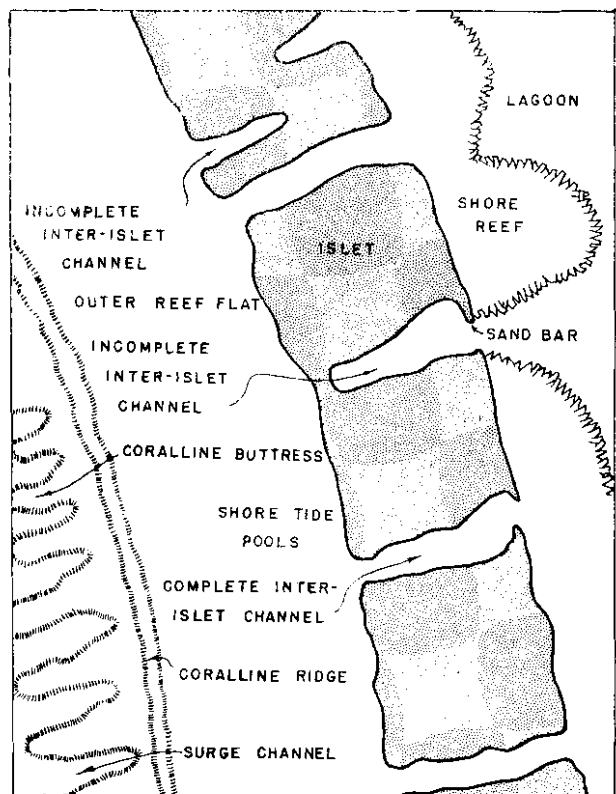 LAGOON
INCOMPLETE
INTER-ISLET
CHANNEL
SHORE
REEF
ISLET
OUTER REEF FLAT
SAND BAR
INCOMPLETE
INTER-ISLET
CHANNEL
CORALLINE BUTTRESS
SHORE TIDE
POOLS
COMPLETE INTER-
ISLET CHANNEL
CORALLINE RIDGE
SURGE CHANNEL